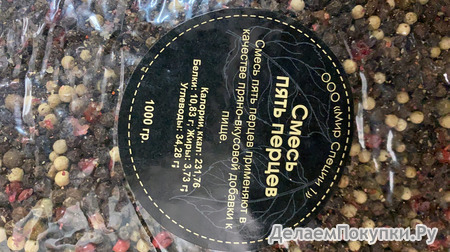 ООО «Мир
Смесь
пять перцев
Смесь пять перцев применяют в
качестве пряно-вкусовой добавки к
пище.
Калории, ккал: 231,76
Белки: 10,83 г; Жиры: 3,73 г;
Углеводы: 34,28 г;
1000 гр.
ДелаемПокупки.Ру